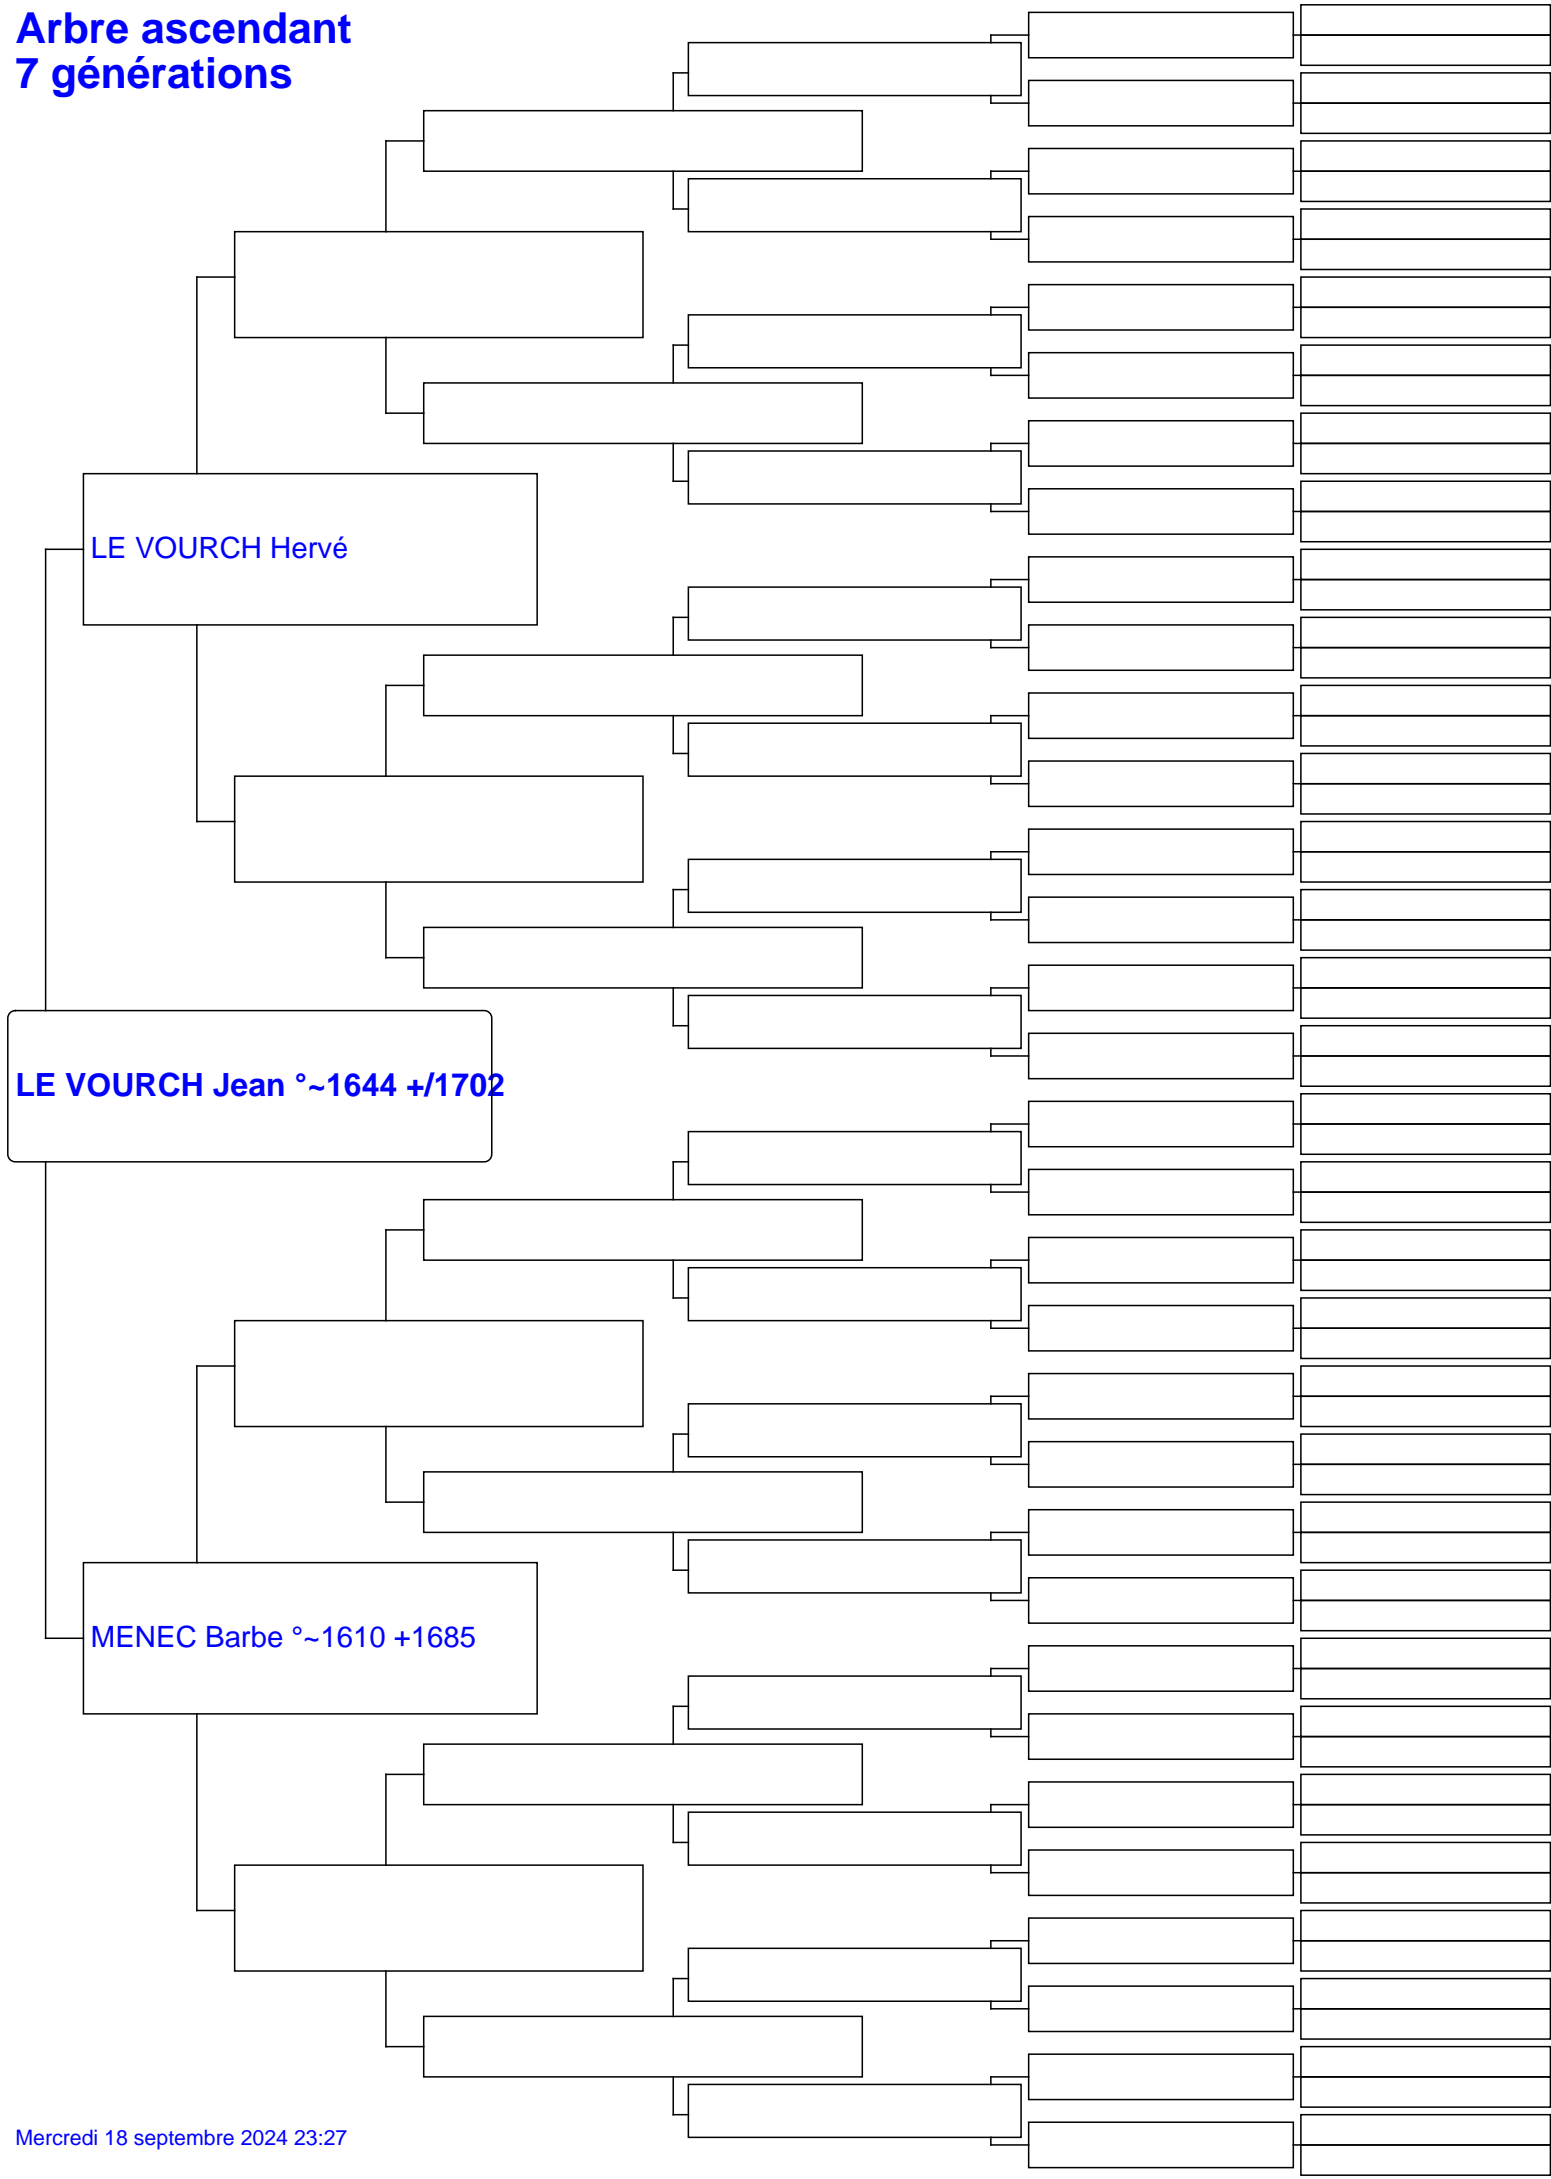 Arbre ascendant
7 générations
LE VOURCH Hervé
LE VOURCH Jean °~1644 +/1702
MENEC Barbe °~1610 +1685
Mercredi 18 septembre 2024 23:27